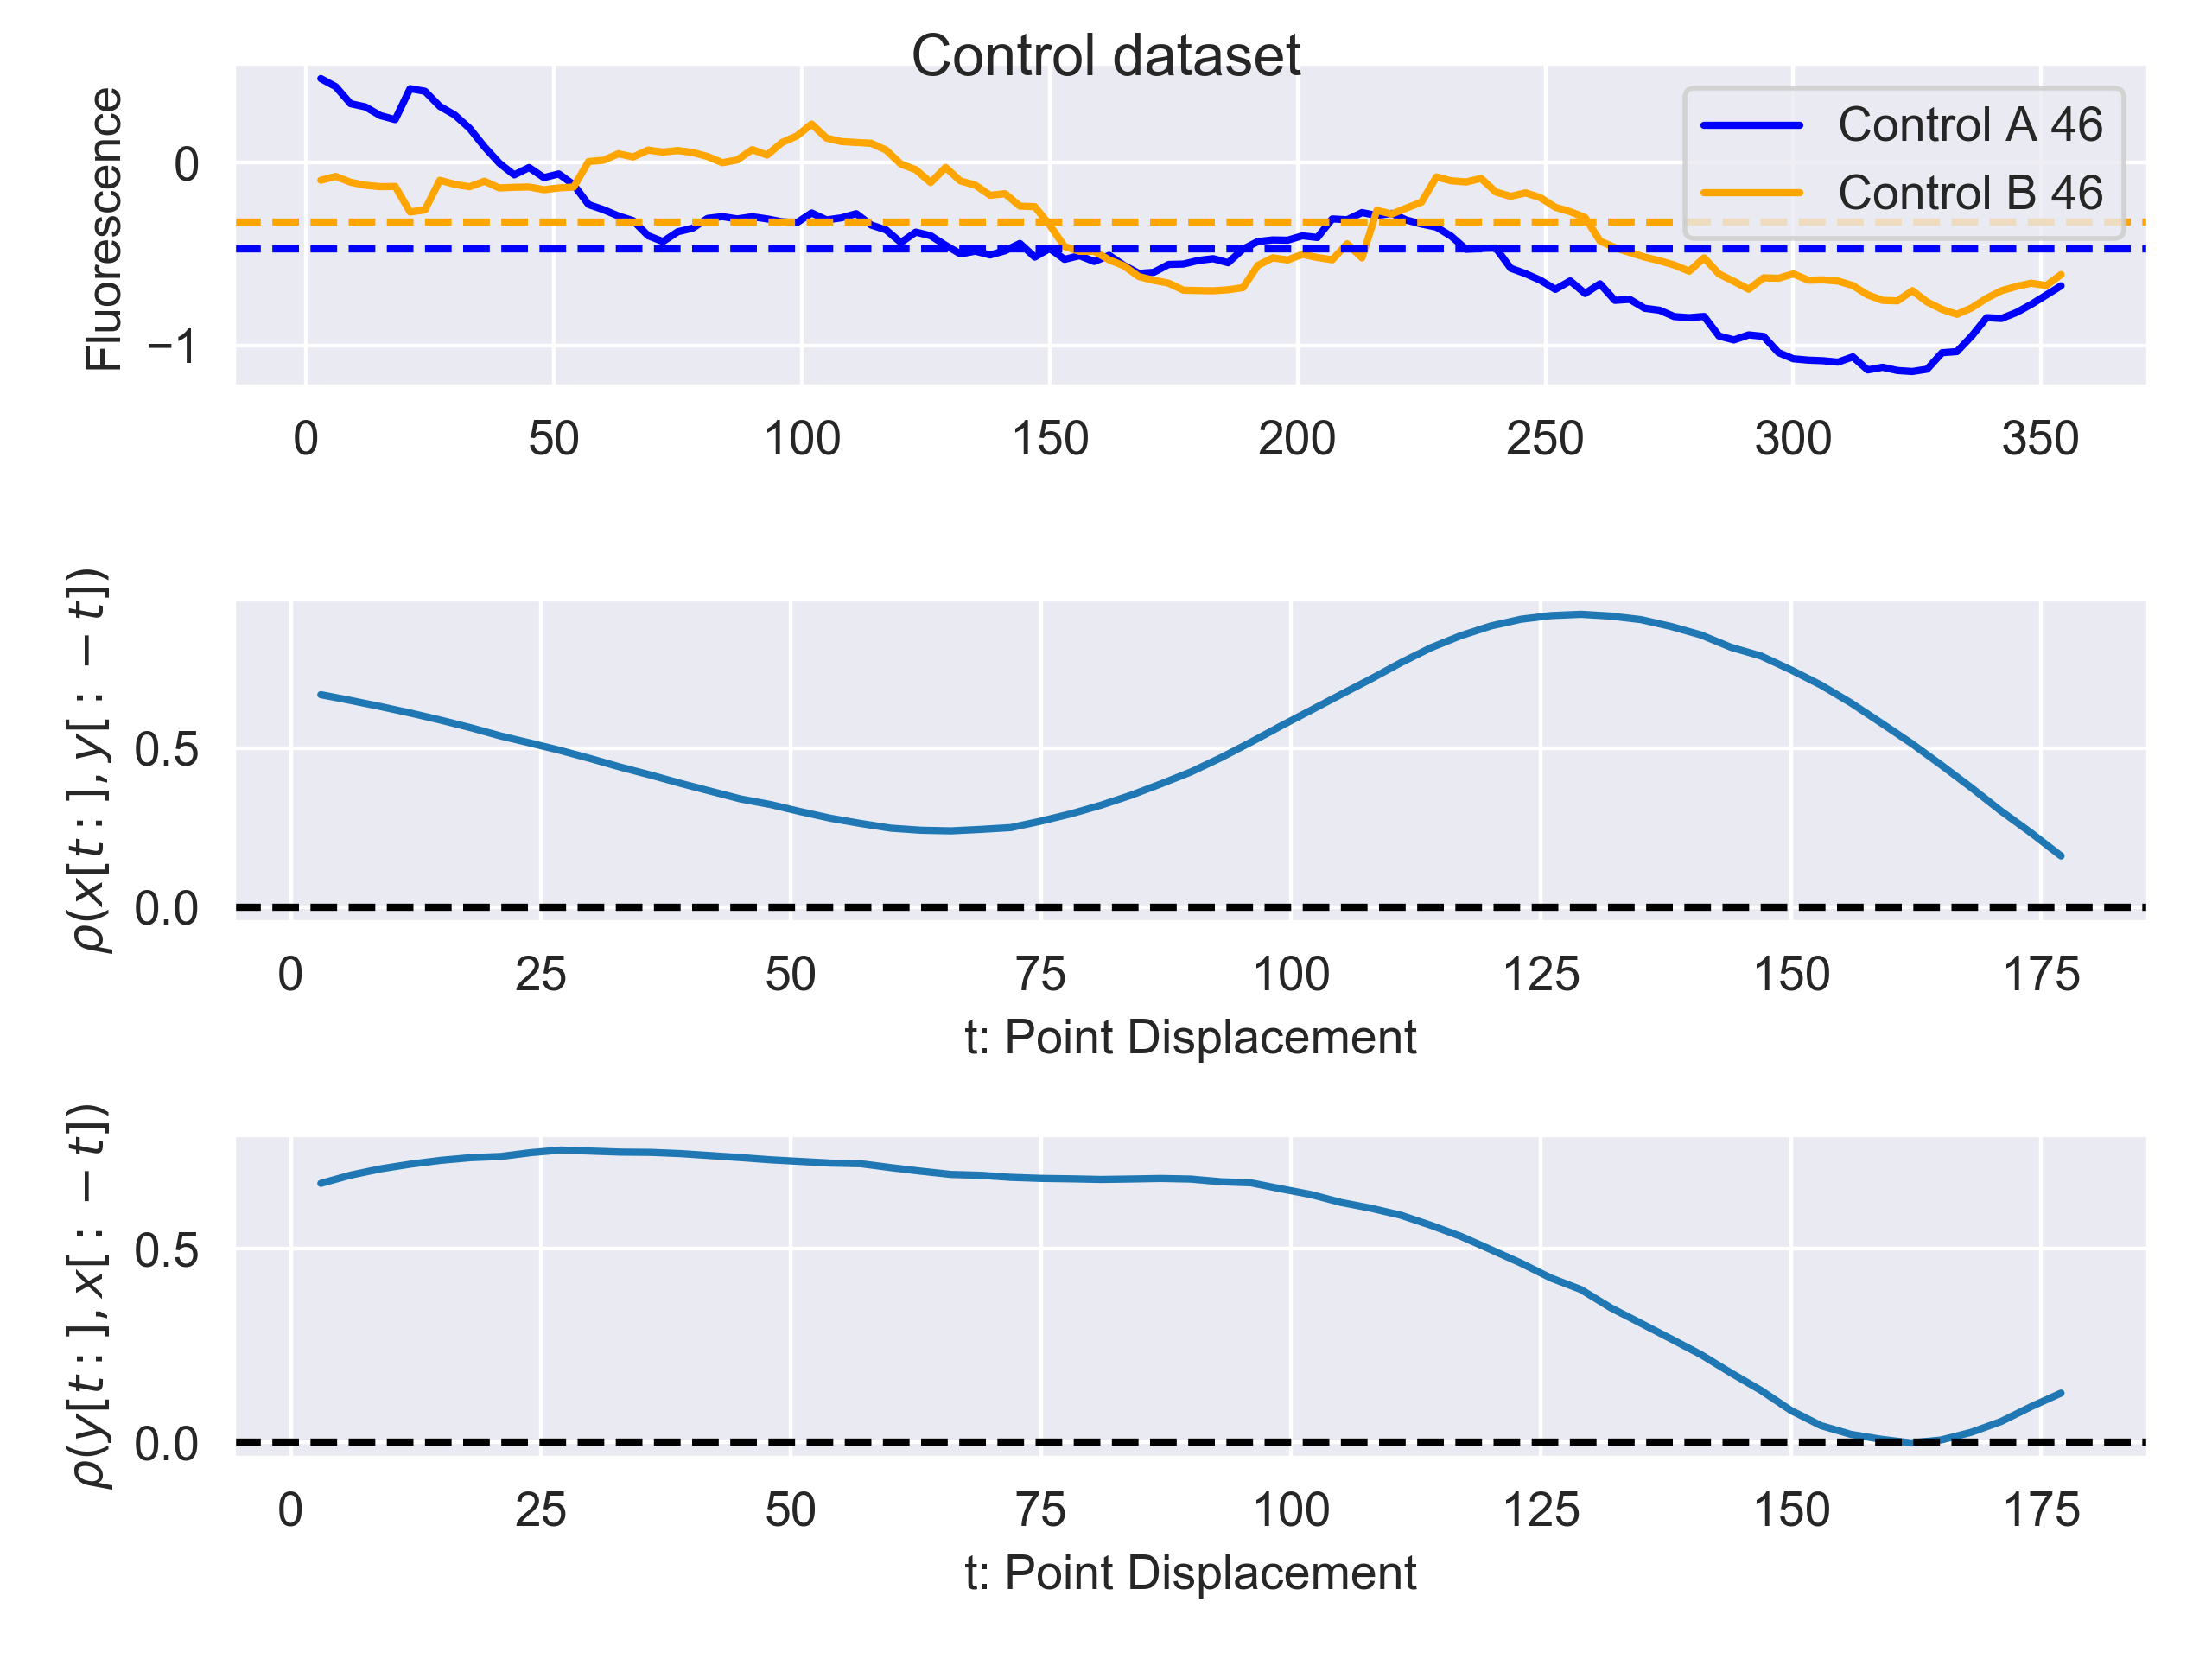 Control dataset
Fluorescence
0
−1
Control A 46
Control B 46
0 50 100 150 200 250 300 350
ρ(x[t:], y[: −t])
0.5
0.0
0 25 50 75 100 125 150 175
t: Point Displacement
ρ(y[t:], x[: −t])
0.5
0.0
0 25 50 75 100 125 150 175
t: Point Displacement